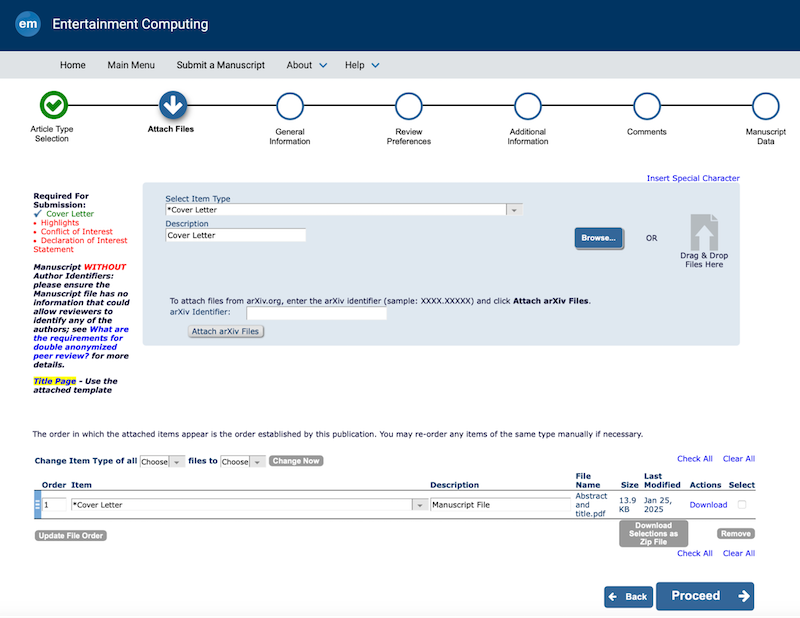 em Entertainment Computing
Home Main Menu Submit a Manuscript About Help
Article Type Selection
Attach Files
General Information
Review Preferences
Additional Information
Comments
Manuscript Data
Insert Special Character
Required For
Submission:
Cover Letter
Highlights
Conflict of Interest
Declaration of Interest
Statement
Manuscript WITHOUT
Author Identifiers:
please ensure the
Manuscript file has no
information that could
allow reviewers to
identify any of the
authors; see What are
the requirements for
double anonymized
peer review? for more
details.
Title Page - Use the
attached template
Select Item Type
*Cover Letter
Description
Cover Letter
Browse...
OR
Drag & Drop
Files Here
To attach files from arXiv.org, enter the arXiv identifier (sample: XXXX.XXXXX) and click Attach arXiv Files.
arXiv Identifier:
Attach arXiv Files
The order in which the attached items appear is the order established by this publication. You may re-order any items of the same type manually if necessary.
Change Item Type of all Choose files to Choose Change Now
Check All Clear All
Order Item Description File Name Size Last Modified Actions Select
1 *Cover Letter Manuscript File Abstract and title.pdf 13.9 KB Jan 25, 2025 Download
Update File Order
Download
Selections as
Zip File
Remove
Check All Clear All
Back Proceed